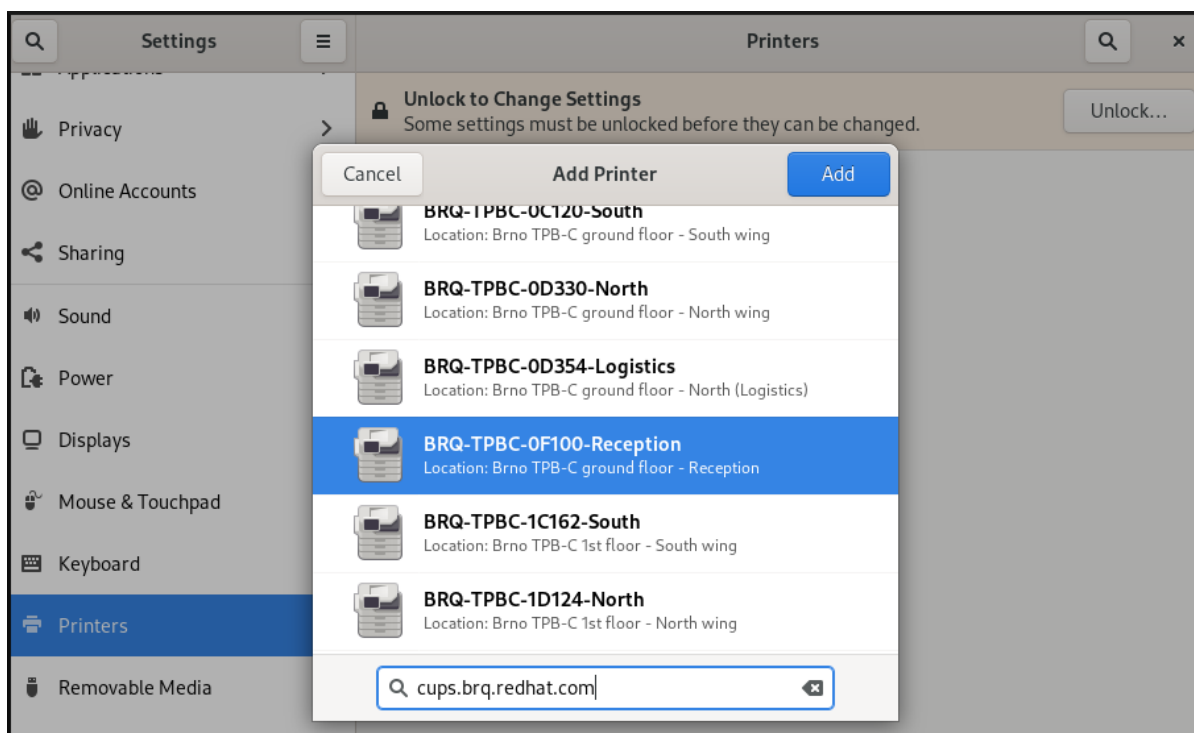 Settings
Printers
Applications
Privacy
Online Accounts
Sharing
Sound
Power
Displays
Mouse & Touchpad
Keyboard
Printers
Removable Media
Unlock to Change Settings
Some settings must be unlocked before they can be changed.
Unlock...
Cancel
Add Printer
Add
BRQ-TPBC-0C120-South
Location: Brno TPB-C ground floor - South wing
BRQ-TPBC-0D330-North
Location: Brno TPB-C ground floor - North wing
BRQ-TPBC-0D354-Logistics
Location: Brno TPB-C ground floor - North (Logistics)
BRQ-TPBC-0F100-Reception
Location: Brno TPB-C ground floor - Reception
BRQ-TPBC-1C162-South
Location: Brno TPB-C 1st floor - South wing
BRQ-TPBC-1D124-North
Location: Brno TPB-C 1st floor - North wing
cups.brq.redhat.com